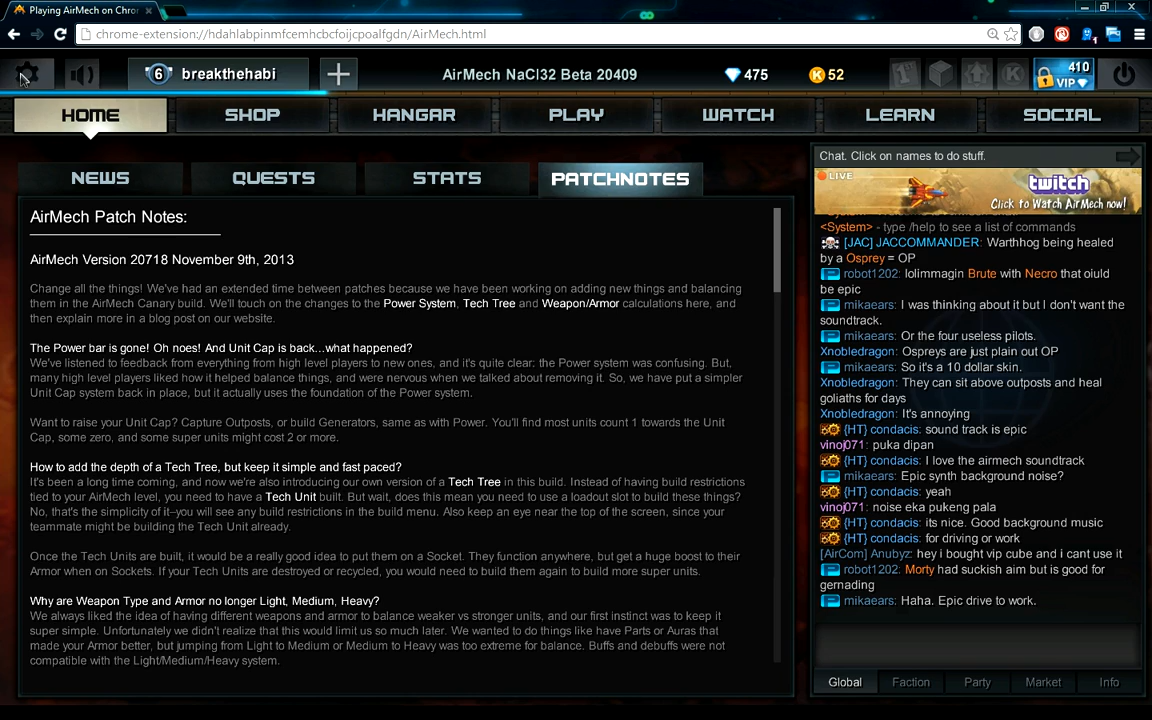 Playing AirMech on Chror
chrome-extension://hdahlabpinmfcemhcbcfoijcpoalfgdn/AirMech.html
6 breakthehabi
AirMech NaCl32 Beta 20409
475
K 52
T
K
410
VIP
HOME
SHOP
HANGAR
PLAY
WATCH
LEARN
SOCIAL
NEWS
QUESTS
STATS
PATCHNOTES
AirMech Patch Notes:
AirMech Version 20718 November 9th, 2013
Change all the things! We've had an extended time between patches because we have been working on adding new things and balancing
them in the AirMech Canary build. We'll touch on the changes to the Power System, Tech Tree and Weapon/Armor calculations here, and
then explain more in a blog post on our website.
The Power bar is gone! Oh noes! And Unit Cap is back...what happened?
We've listened to feedback from everything from high level players to new ones, and it's quite clear: the Power system was confusing. But,
many high level players liked how it helped balance things, and were nervous when we talked about removing it. So, we have put a simpler
Unit Cap system back in place, but it actually uses the foundation of the Power system.
Want to raise your Unit Cap? Capture Outposts, or build Generators, same as with Power. You'll find most units count 1 towards the Unit
Cap, some zero, and some super units might cost 2 or more.
How to add the depth of a Tech Tree, but keep it simple and fast paced?
It's been a long time coming, and now we're also introducing our own version of a Tech Tree in this build. Instead of having build restrictions
tied to your AirMech level, you need to have a Tech Unit built. But wait, does this mean you need to use a loadout slot to build these things?
No, that's the simplicity of it–you will see any build restrictions in the build menu. Also keep an eye near the top of the screen, since your
teammate might be building the Tech Unit already.
Once the Tech Units are built, it would be a really good idea to put them on a Socket. They function anywhere, but get a huge boost to their
Armor when on Sockets. If your Tech Units are destroyed or recycled, you would need to build them again to build more super units.
Why are Weapon Type and Armor no longer Light, Medium, Heavy?
We always liked the idea of having different weapons and armor to balance weaker vs stronger units, and our first instinct was to keep it
super simple. Unfortunately we didn't realize that this would limit us so much later. We wanted to do things like have Parts or Auras that
made your Armor better, but jumping from Light to Medium or Medium to Heavy was too extreme for balance. Buffs and debuffs were not
compatible with the Light/Medium/Heavy system.
Chat. Click on names to do stuff.
LIVE
twitch
Click to Watch AirMech now!
<System> - type /help to see a list of commands
[JAC] JACCOMMANDER: Warthhog being healed
by a Osprey = OP
robot1202: lolimmagin Brute with Necro that oiuld
be epic
mikaears: I was thinking about it but I don't want the
soundtrack.
mikaears: Or the four useless pilots.
Xnobledragon: Ospreys are just plain out OP
mikaears: So it's a 10 dollar skin.
Xnobledragon: They can sit above outposts and heal
goliaths for days
Xnobledragon: It's annoying
{HT} condacis: sound track is epic
vinoj071: puka dipan
{HT} condacis: I love the airmech soundtrack
mikaears: Epic synth background noise?
{HT} condacis: yeah
vinoj071: noise eka pukeng pala
{HT} condacis: its nice. Good background music
{HT} condacis: for driving or work
[AirCom] Anubyz: hey i bought vip cube and i cant use it
robot1202: Morty had suckish aim but is good for
gernading
mikaears: Haha. Epic drive to work.
Global
Faction
Party
Market
Info